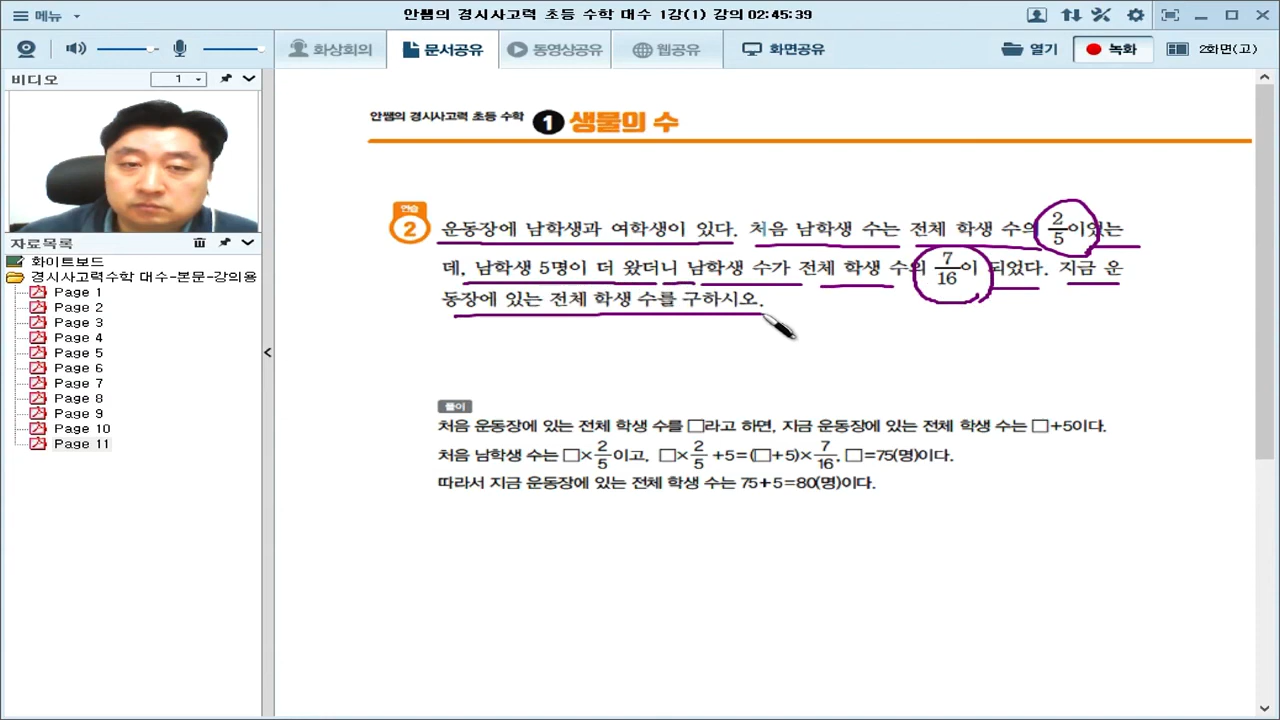 메뉴
안쌤의 경시사고력 초등 수학 대수 1강(1) 강의 02:45:39
화상회의
문서공유
동영상공유
웹공유
화면공유
열기
녹화
2화면(고)
비디오
1
자료목록
화이트보드
경시사고력수학 대수-본문-강의용
Page 1
Page 2
Page 3
Page 4
Page 5
Page 6
Page 7
Page 8
Page 9
Page 10
Page 11
안쌤의 경시사고력 초등 수학 1 생물의 수
연습
2
운동장에 남학생과 여학생이 있다. 처음 남학생 수는 전체 학생 수의 2/5이었는
데, 남학생 5명이 더 왔더니 남학생 수가 전체 학생 수의 7/16이 되었다. 지금 운
동장에 있는 전체 학생 수를 구하시오.
풀이
처음 운동장에 있는 전체 학생 수를 □라고 하면, 지금 운동장에 있는 전체 학생 수는 □+5이다.
처음 남학생 수는 □×2/5이고, □×2/5+5=(□+5)×7/16, □=75(명)이다.
따라서 지금 운동장에 있는 전체 학생 수는 75+5=80(명)이다.